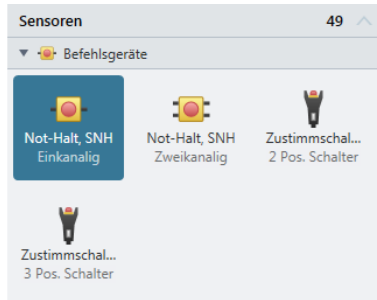 Sensoren 49
Befehlsgeräte
Not-Halt, SNH
Einkanalig
Not-Halt, SNH
Zweikanalig
Zustimmschal...
2 Pos. Schalter
Zustimmschal...
3 Pos. Schalter